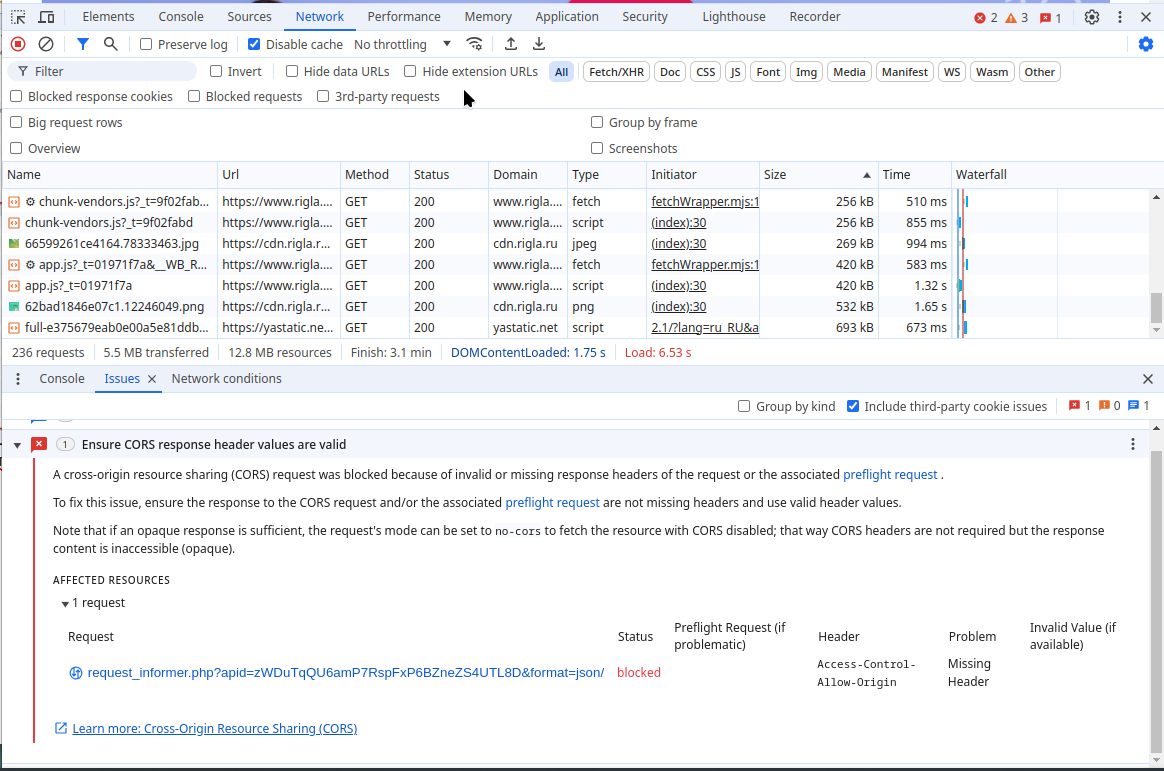 Elements Console Sources Network Performance Memory Application Security Lighthouse Recorder 2 3 1
Preserve log Disable cache No throttling
Filter Invert Hide data URLs Hide extension URLs All Fetch/XHR Doc CSS JS Font Img Media Manifest WS Wasm Other
Blocked response cookies Blocked requests 3rd-party requests
Big request rows Group by frame
Overview Screenshots
Name Url Method Status Domain Type Initiator Size Time Waterfall
chunk-vendors.js?_t=9f02fab... https://www.rigla.... GET 200 www.rigla.... fetch fetchWrapper.mjs:1 256 kB 510 ms
chunk-vendors.js?_t=9f02fabd https://www.rigla.... GET 200 www.rigla.... script (index):30 256 kB 855 ms
66599261ce4164.78333463.jpg https://cdn.rigla.r... GET 200 cdn.rigla.ru jpeg (index):30 269 kB 994 ms
app.js?_t=01971f7a&__WB_R... https://www.rigla.... GET 200 www.rigla.... fetch fetchWrapper.mjs:1 420 kB 583 ms
app.js?_t=01971f7a https://www.rigla.... GET 200 www.rigla.... script (index):30 420 kB 1.32 s
62bad1846e07c1.12246049.png https://cdn.rigla.r... GET 200 cdn.rigla.ru png (index):30 532 kB 1.65 s
full-e375679eab0e00a5e81ddb... https://yastatic.ne... GET 200 yastatic.net script 2.1/?lang=ru_RU&a 693 kB 673 ms
236 requests 5.5 MB transferred 12.8 MB resources Finish: 3.1 min DOMContentLoaded: 1.75 s Load: 6.53 s
Console Issues Network conditions
Group by kind Include third-party cookie issues 1 0 1
1 Ensure CORS response header values are valid
A cross-origin resource sharing (CORS) request was blocked because of invalid or missing response headers of the request or the associated preflight request .
To fix this issue, ensure the response to the CORS request and/or the associated preflight request are not missing headers and use valid header values.
Note that if an opaque response is sufficient, the request's mode can be set to no-cors to fetch the resource with CORS disabled; that way CORS headers are not required but the response
content is inaccessible (opaque).
AFFECTED RESOURCES
1 request
Request Status Preflight Request (if problematic) Header Problem Invalid Value (if available)
request_informer.php?apid=zWDuTqQU6amP7RspFxP6BZneZS4UTL8D&format=json/ blocked Access-Control-Allow-Origin Missing Header
Learn more: Cross-Origin Resource Sharing (CORS)